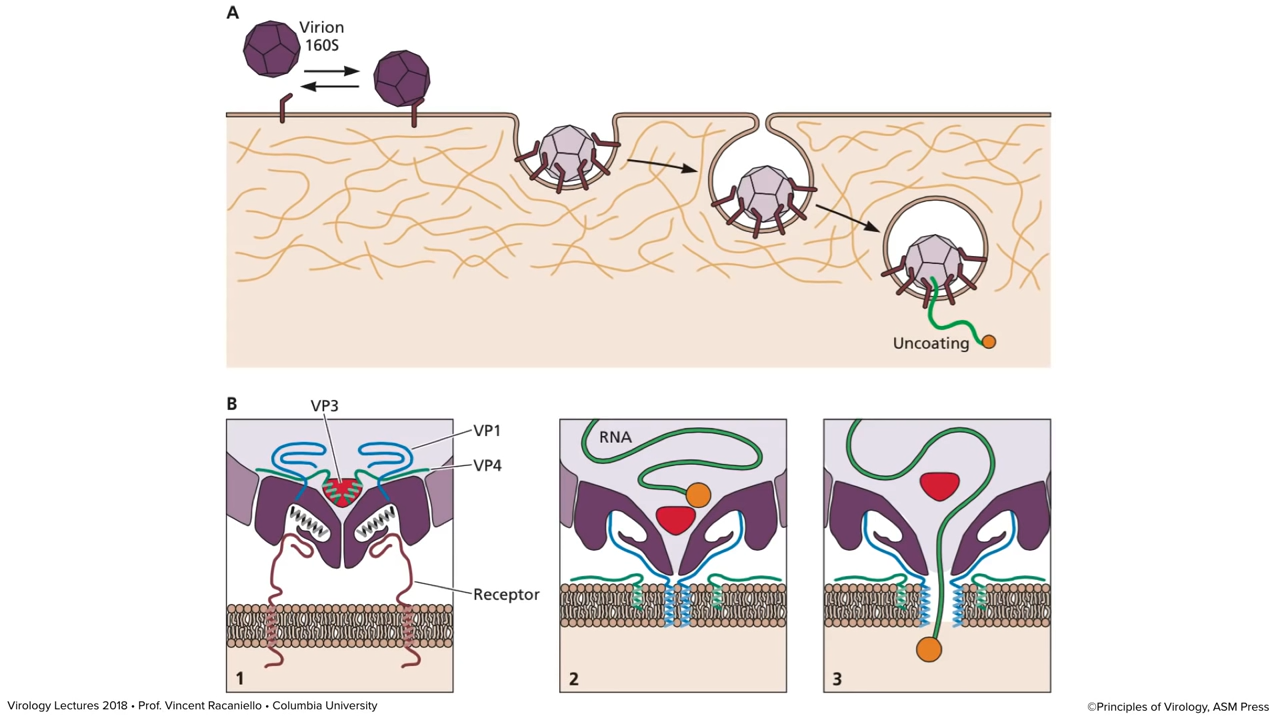 A
Virion
160S
Uncoating
B
VP3
VP1
VP4
Receptor
1
RNA
2
3
Virology Lectures 2018 • Prof. Vincent Racaniello • Columbia University
©Principles of Virology, ASM Press